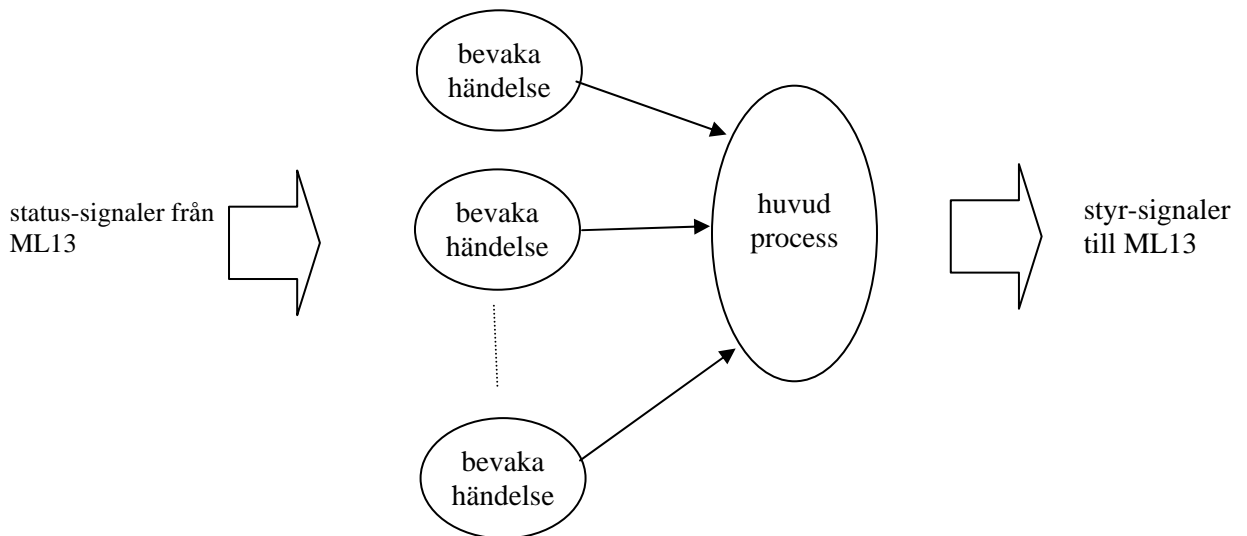 bevaka
händelse
status-signaler från
ML13
bevaka
händelse
huvud
process
styr-signaler
till ML13
bevaka
händelse